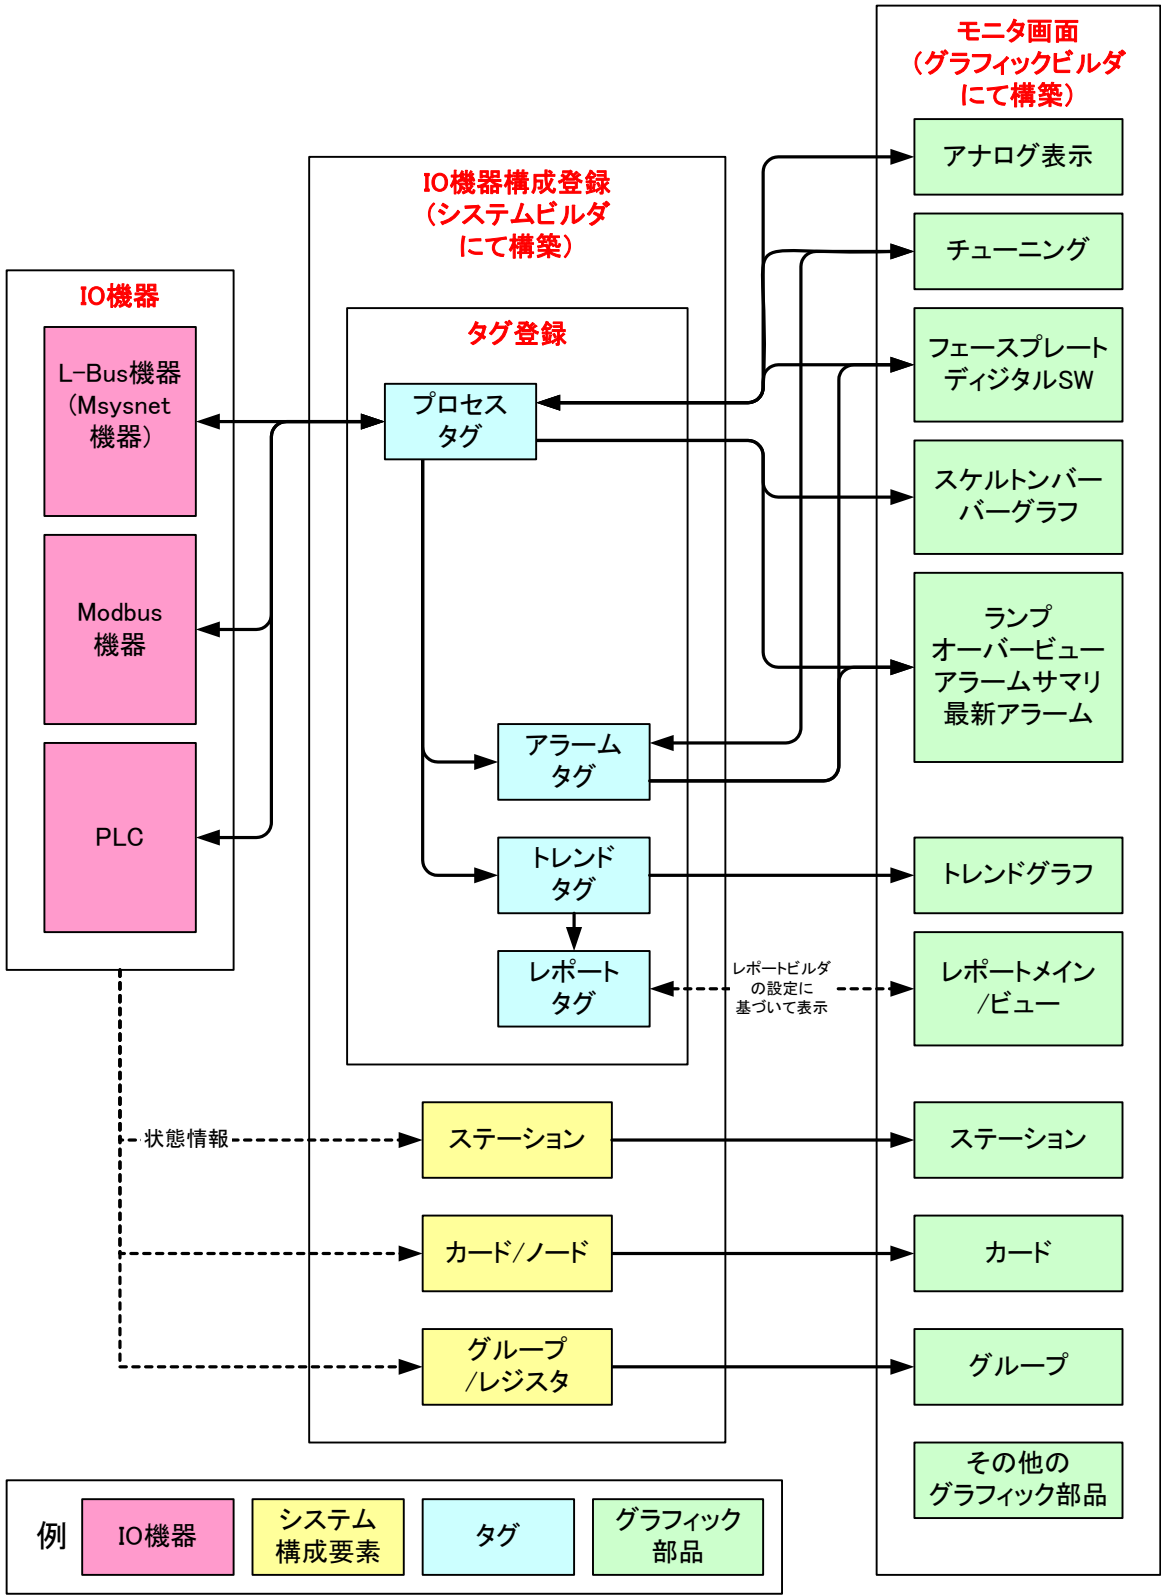 モニタ画面
（グラフィックビルダ
にて構築）
アナログ表示
チューニング
フェースプレート
ディジタルSW
スケルトンバー
バーグラフ
ランプ
オーバービュー
アラームサマリ
最新アラーム
トレンドグラフ
レポートメイン
/ビュー
ステーション
カード
グループ
その他の
グラフィック部品
IO機器構成登録
（システムビルダ
にて構築）
タグ登録
プロセス
タグ
アラーム
タグ
トレンド
タグ
レポート
タグ
レポートビルダ
の設定に
基づいて表示
ステーション
カード/ノード
グループ
/レジスタ
IO機器
L-Bus機器
(Msysnet
機器）
Modbus
機器
PLC
状態情報
例
IO機器
システム
構成要素
タグ
グラフィック
部品